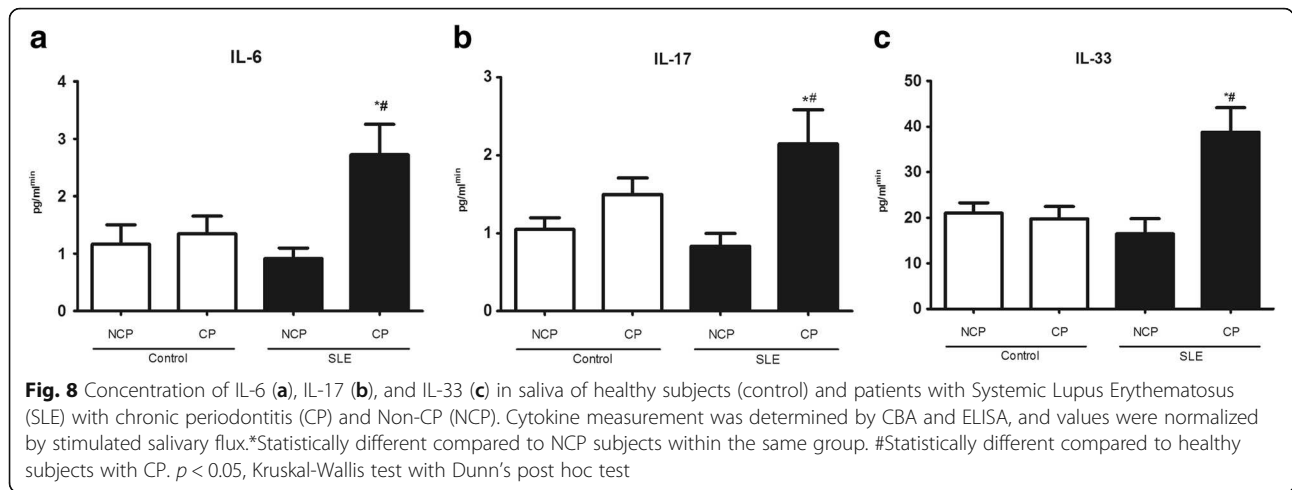 a
IL-6
4
3
2
1
0
pg/ml^min
*#
NCP CP NCP CP
Control SLE
b
IL-17
3
2
1
0
pg/ml^min
*#
NCP CP NCP CP
Control SLE
c
IL-33
50
40
30
20
10
0
pg/ml^min
*#
NCP CP NCP CP
Control SLE
Fig. 8 Concentration of IL-6 (a), IL-17 (b), and IL-33 (c) in saliva of healthy subjects (control) and patients with Systemic Lupus Erythematosus
(SLE) with chronic periodontitis (CP) and Non-CP (NCP). Cytokine measurement was determined by CBA and ELISA, and values were normalized
by stimulated salivary flux.*Statistically different compared to NCP subjects within the same group. #Statistically different compared to healthy
subjects with CP. p < 0.05, Kruskal-Wallis test with Dunn’s post hoc test